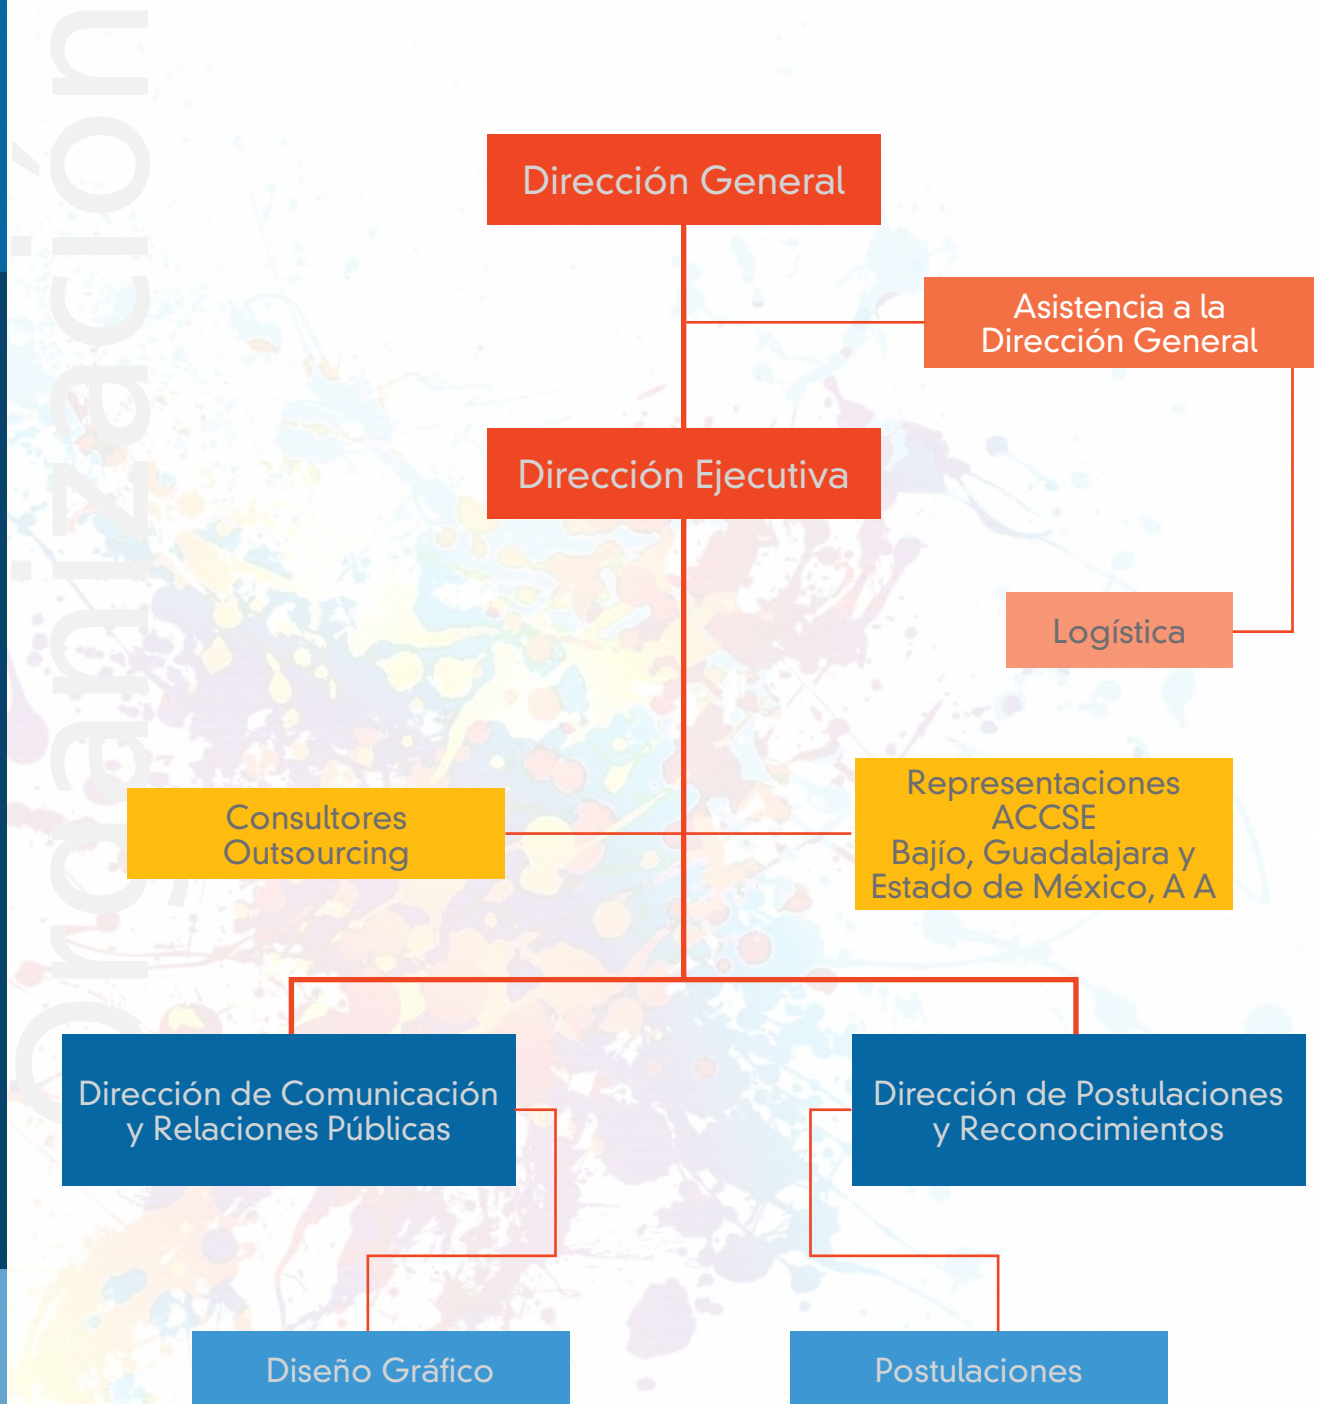 Organización
Dirección General
Asistencia a la
Dirección General
Dirección Ejecutiva
Logística
Consultores
Outsourcing
Representaciones
ACCSE
Bajío, Guadalajara y
Estado de México, A A
Dirección de Comunicación
y Relaciones Públicas
Dirección de Postulaciones
y Reconocimientos
Diseño Gráfico
Postulaciones